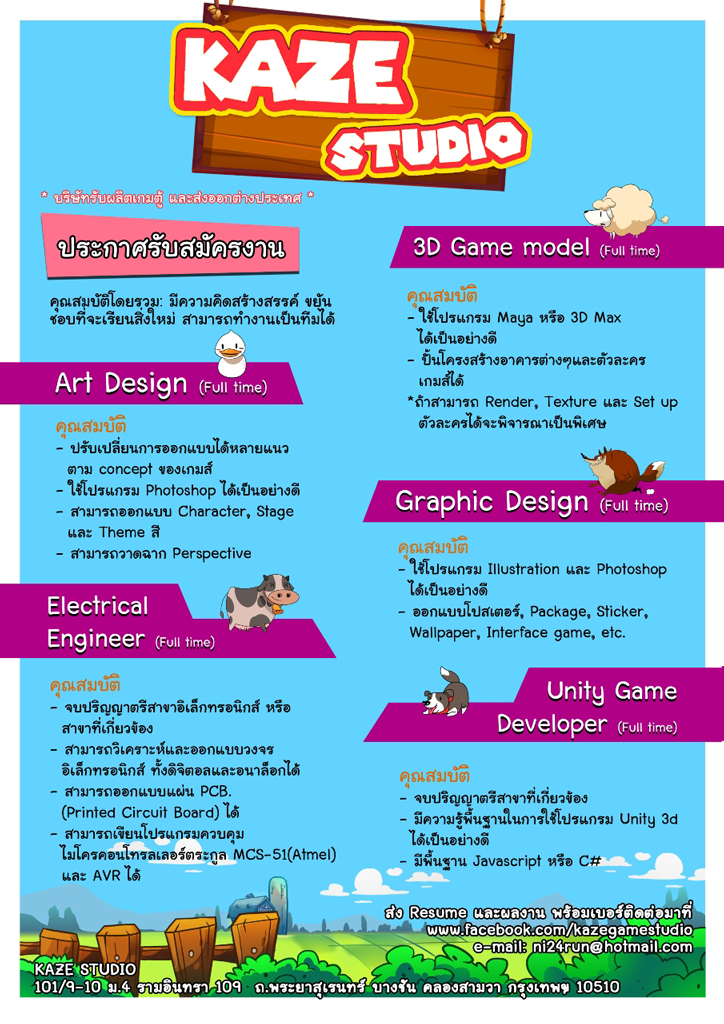 KAZE
STUDIO
* บริษัทรับผลิตเกมตู้ และส่งออกต่างประเทศ *
ประกาศรับสมัครงาน
คุณสมบัติโดยรวม: มีความคิดสร้างสรรค์ ขยัน
ชอบที่จะเรียนสิ่งใหม่ สามารถทำงานเป็นทีมได้
Art Design (Full time)
คุณสมบัติ
- ปรับเปลี่ยนการออกแบบได้หลายแนว
ตาม concept ของเกมส์
- ใช้โปรแกรม Photoshop ได้เป็นอย่างดี
- สามารถออกแบบ Character, Stage
และ Theme สี
- สามารถวาดฉาก Perspective
Electrical
Engineer (Full time)
คุณสมบัติ
- จบปริญญาตรีสาขาอิเล็กทรอนิกส์ หรือ
สาขาที่เกี่ยวข้อง
- สามารถวิเคราะห์และออกแบบวงจร
อิเล็กทรอนิกส์ ทั้งดิจิตอลและอนาล็อกได้
- สามารถออกแบบแผ่น PCB.
(Printed Circuit Board) ได้
- สามารถเขียนโปรแกรมควบคุม
ไมโครคอนโทรลเลอร์ตระกูล MCS-51(Atmel)
และ AVR ได้
3D Game model (Full time)
คุณสมบัติ
- ใช้โปรแกรม Maya หรือ 3D Max
ได้เป็นอย่างดี
- ปั้นโครงสร้างอาคารต่างๆและตัวละคร
เกมส์ได้
*ถ้าสามารถ Render, Texture และ Set up
ตัวละครได้จะพิจารณาเป็นพิเศษ
Graphic Design (Full time)
คุณสมบัติ
- ใช้โปรแกรม Illustration และ Photoshop
ได้เป็นอย่างดี
- ออกแบบโปสเตอร์, Package, Sticker,
Wallpaper, Interface game, etc.
Unity Game
Developer (Full time)
คุณสมบัติ
- จบปริญญาตรีสาขาที่เกี่ยวข้อง
- มีความรู้พื้นฐานในการใช้โปรแกรม Unity 3d
ได้เป็นอย่างดี
- มีพื้นฐาน Javascript หรือ C#
ส่ง Resume และผลงาน พร้อมเบอร์ติดต่อมาที่
www.facebook.com/kazegamestudio
e-mail: ni24run@hotmail.com
KAZE STUDIO
101/9-10 ม.4 รามอินทรา 109 ถ.พระยาสุเรนทร์ บางชัน คลองสามวา กรุงเทพฯ 10510